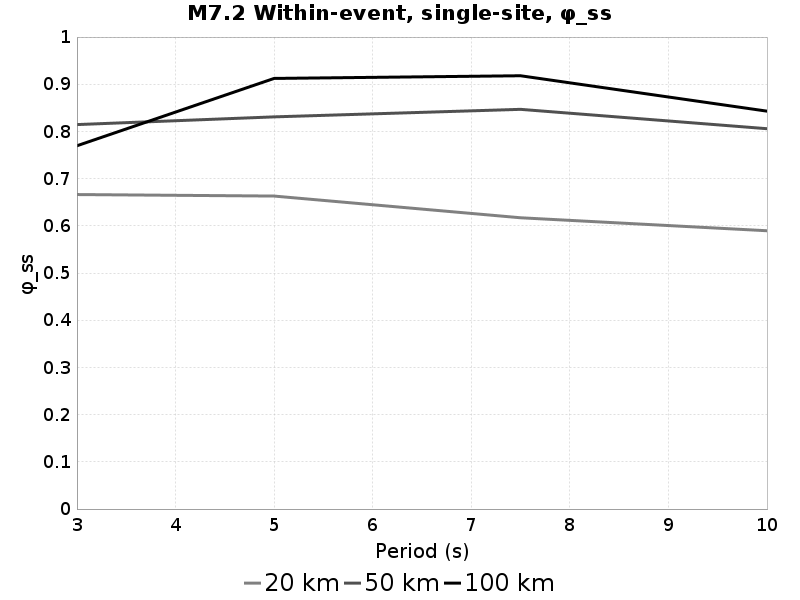 M7.2 Within-event, single-site, φ_ss
1
0.9
0.8
0.7
0.6
0.5
0.4
0.3
0.2
0.1
0
φ_ss
3 4 5 6 7 8 9 10
Period (s)
20 km 50 km 100 km